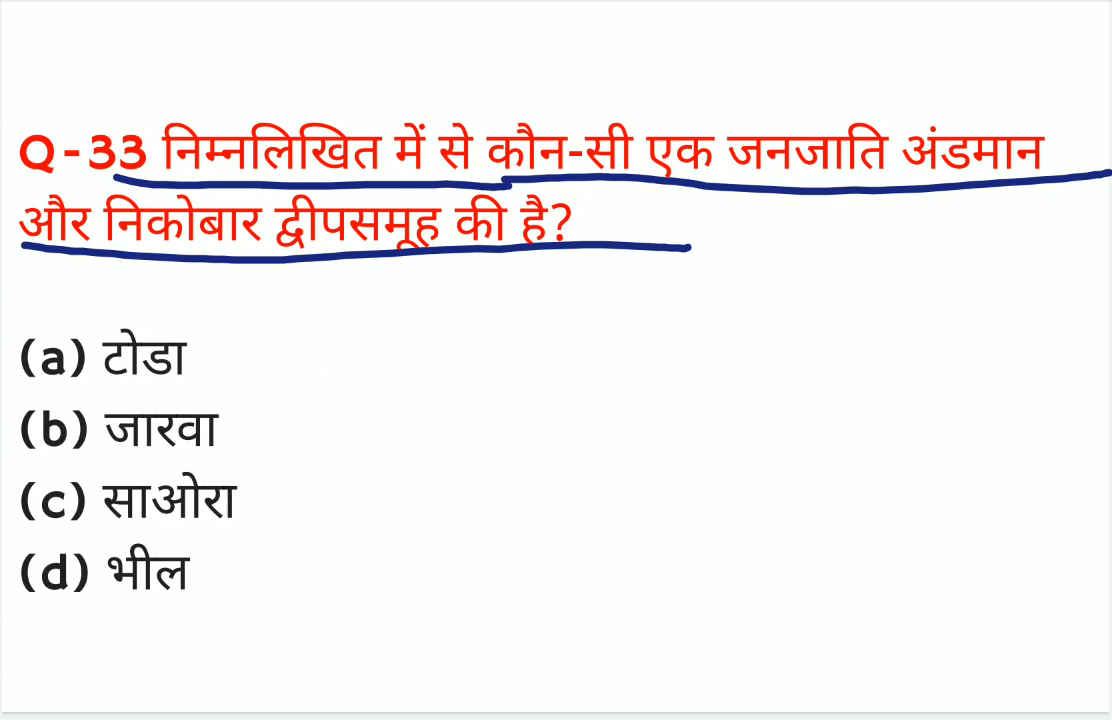 Q-33 निम्नलिखित में से कौन-सी एक जनजाति अंडमान
और निकोबार द्वीपसमूह की है?
(a) टोडा
(b) जारवा
(c) साओरा
(d) भील